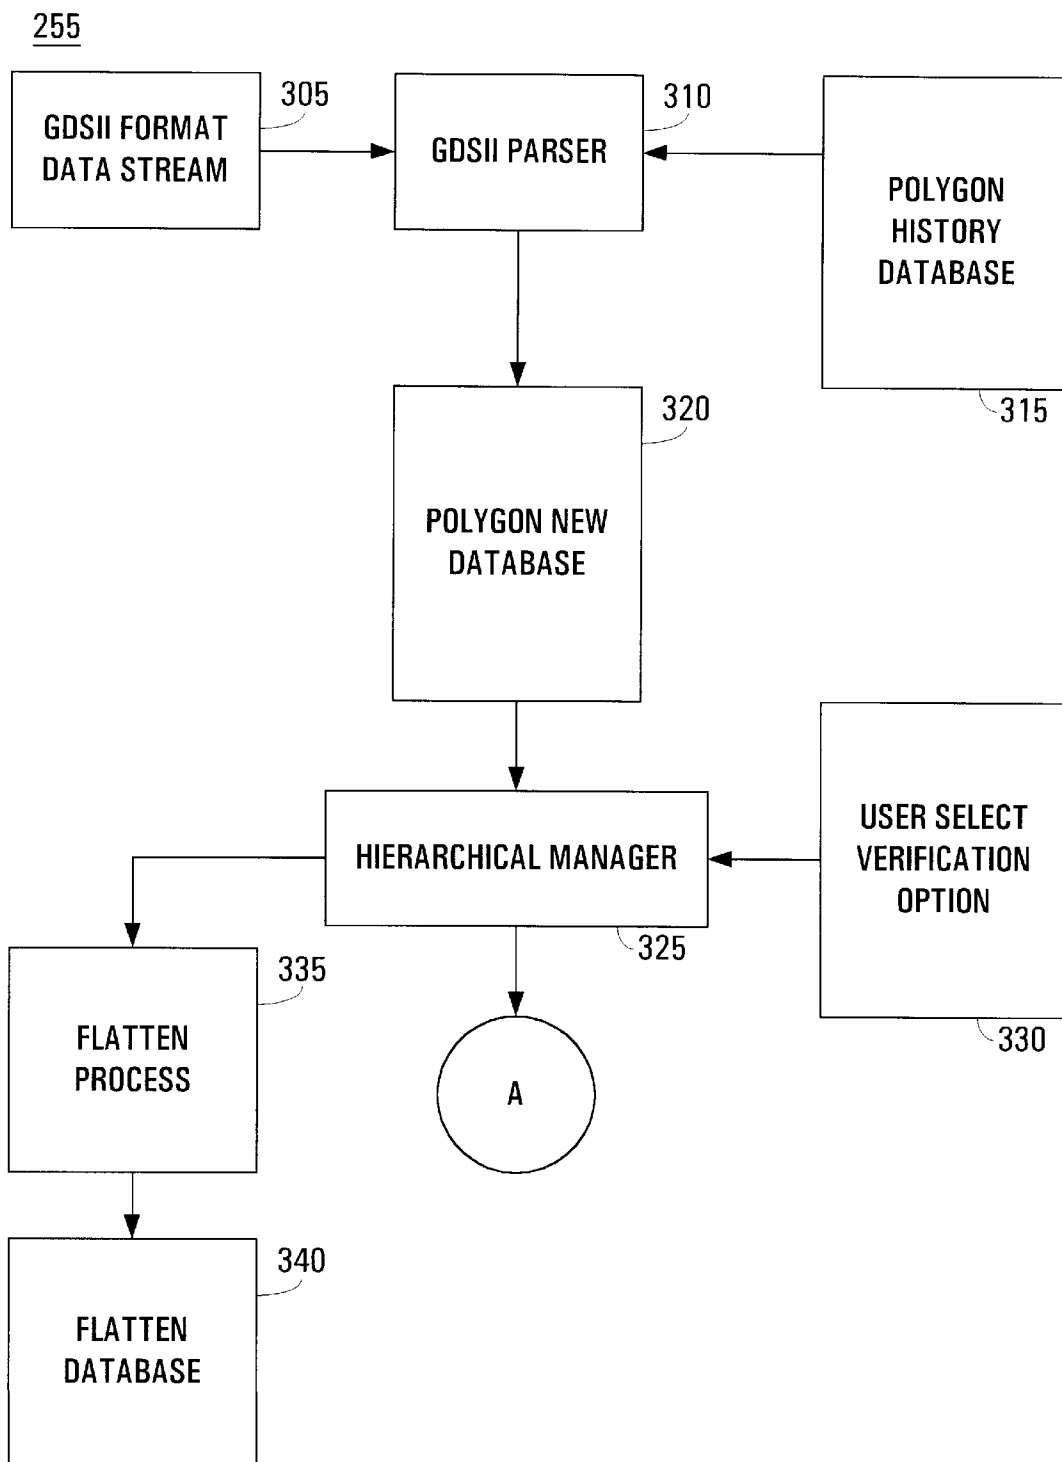 255
305
GDSII FORMAT
DATA STREAM
310
GDSII PARSER
POLYGON
HISTORY
DATABASE
315
320
POLYGON NEW
DATABASE
HIERARCHICAL MANAGER
325
USER SELECT
VERIFICATION
OPTION
330
335
FLATTEN
PROCESS
A
340
FLATTEN
DATABASE